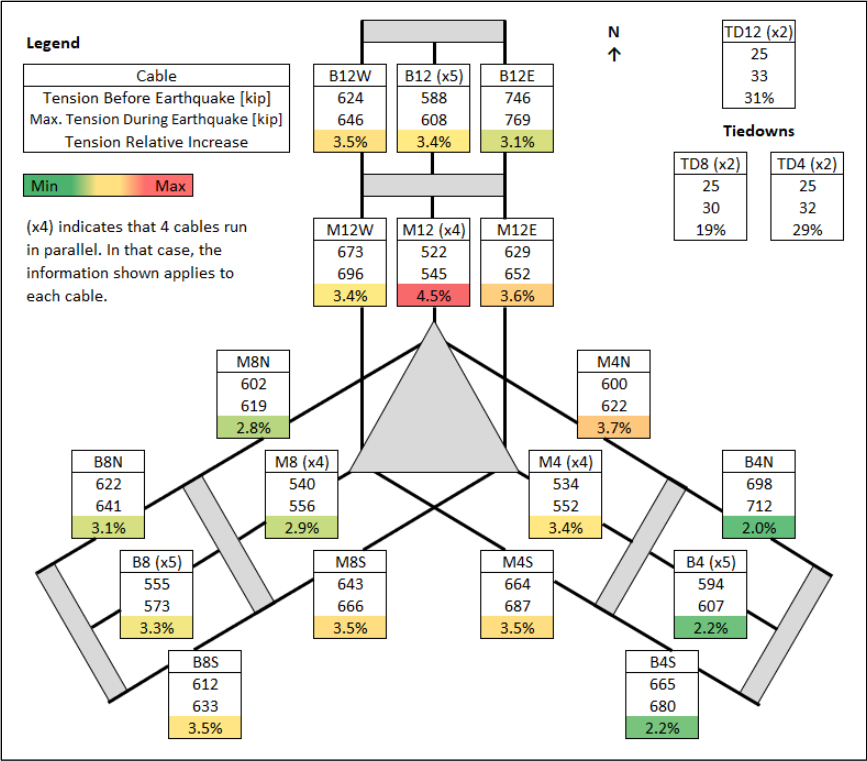 Legend
Cable
Tension Before Earthquake [kip]
Max. Tension During Earthquake [kip]
Tension Relative Increase
Min Max
(x4) indicates that 4 cables run
in parallel. In that case, the
information shown applies to
each cable.
N
↑
TD12 (x2)
25
33
31%
Tiedowns
TD8 (x2)
25
30
19%
TD4 (x2)
25
32
29%
B12W
624
646
3.5%
B12 (x5)
588
608
3.4%
B12E
746
769
3.1%
M12W
673
696
3.4%
M12 (x4)
522
545
4.5%
M12E
629
652
3.6%
M8N
602
619
2.8%
M4N
600
622
3.7%
B8N
622
641
3.1%
M8 (x4)
540
556
2.9%
M4 (x4)
534
552
3.4%
B4N
698
712
2.0%
B8 (x5)
555
573
3.3%
M8S
643
666
3.5%
M4S
664
687
3.5%
B4 (x5)
594
607
2.2%
B8S
612
633
3.5%
B4S
665
680
2.2%